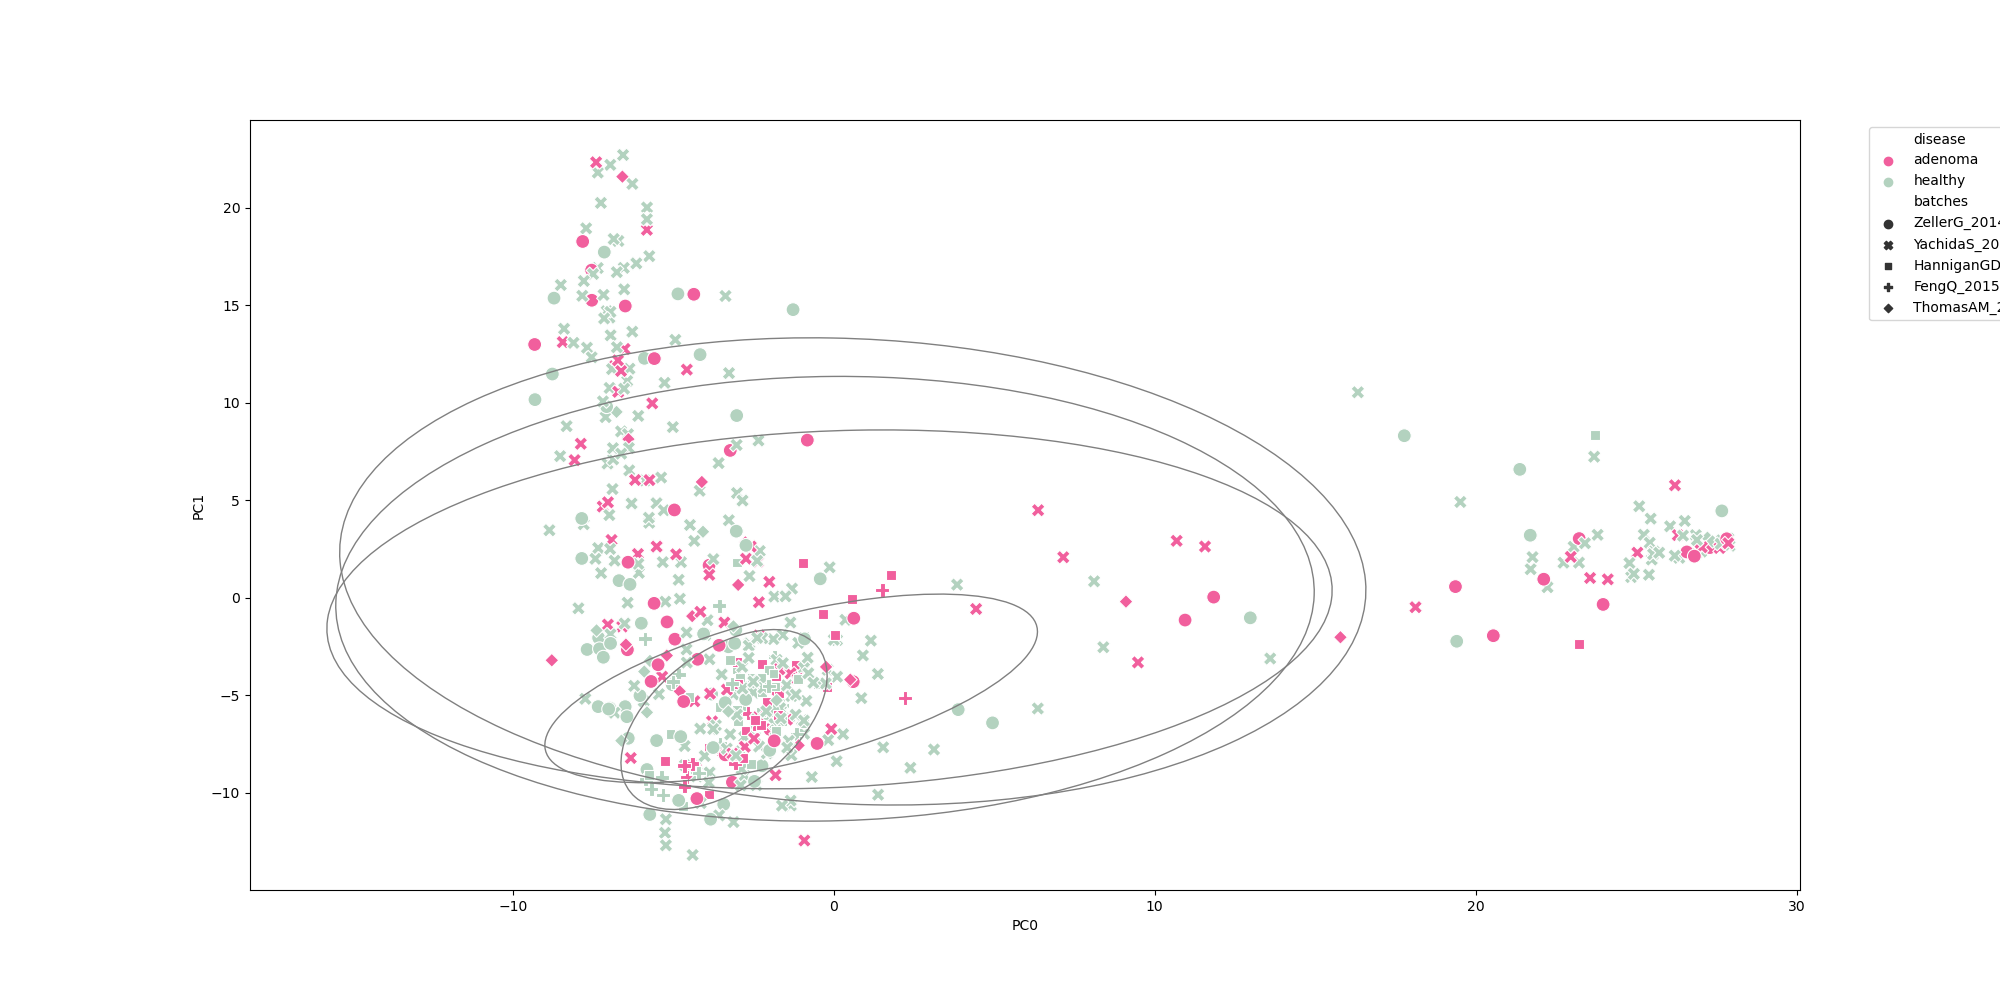 disease
adenoma
healthy
batches
ZellerG_2014
YachidaS_20
HanniganGD
FengQ_2015
ThomasAM_2
20
15
10
5
0
−5
−10
PC1
−10
0
10
20
30
PC0